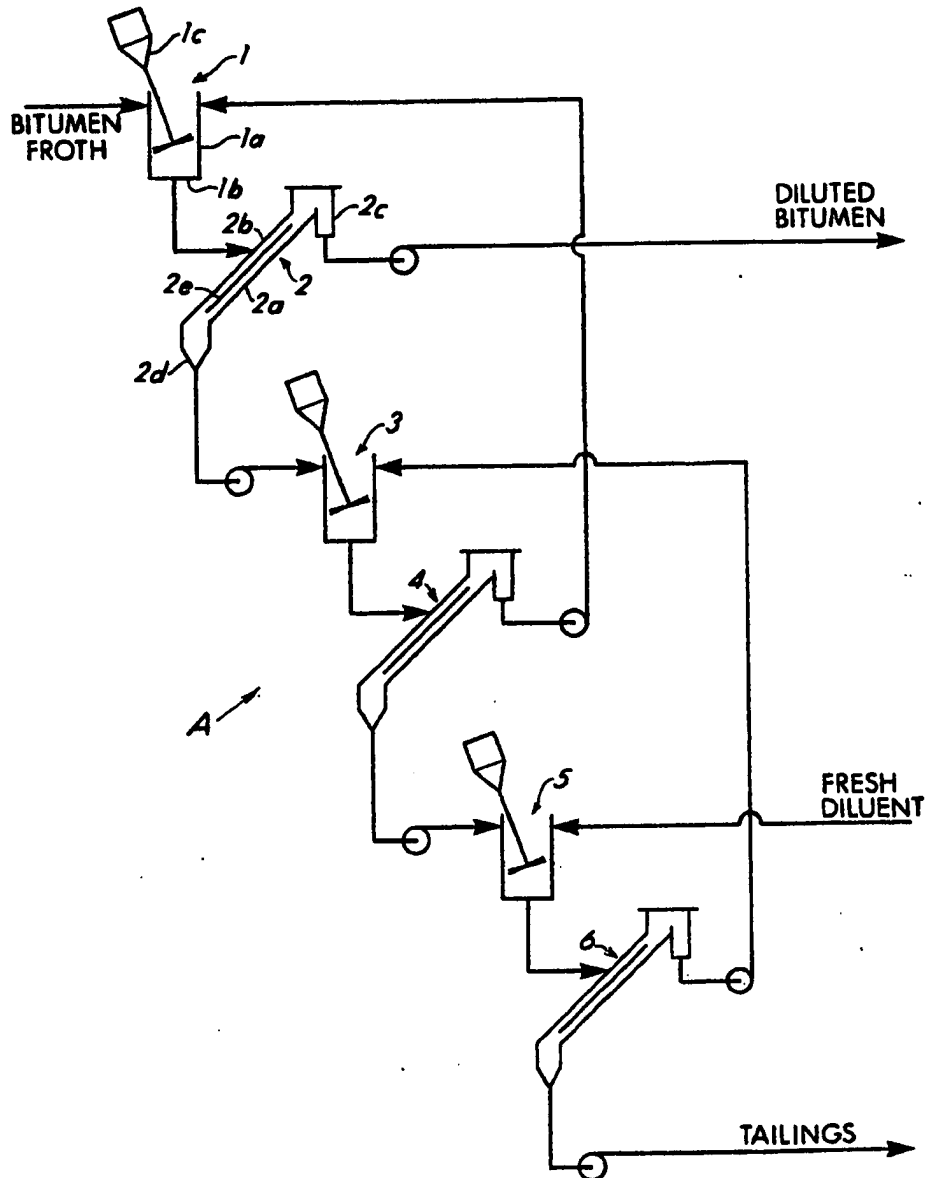 1c
1
BITUMEN
FROTH
1a
1b
DILUTED
BITUMEN
2c
2b
2
2e
2a
2d
3
4
A
5
FRESH
DILUENT
6
TAILINGS